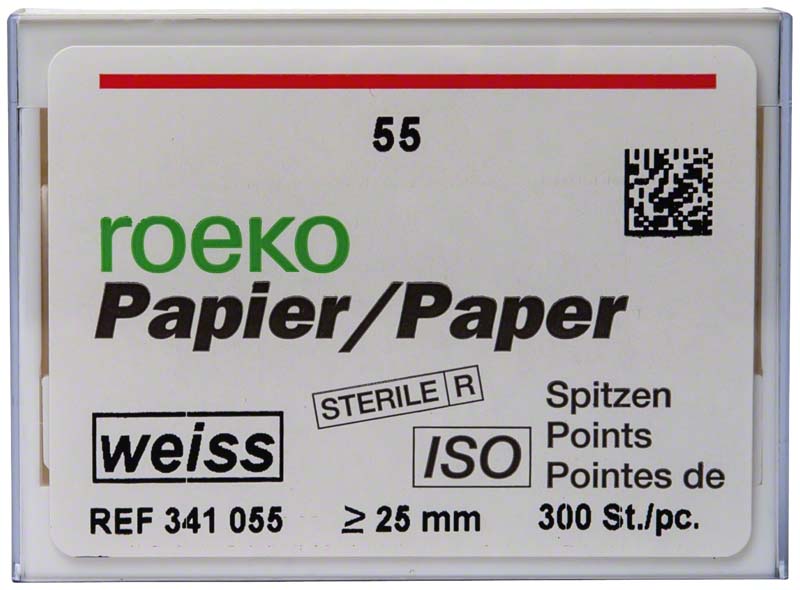 55
roeko
Papier/Paper
STERILE R
weiss
ISO
Spitzen
Points
Pointes de
REF 341 055
≥ 25 mm
300 St./pc.